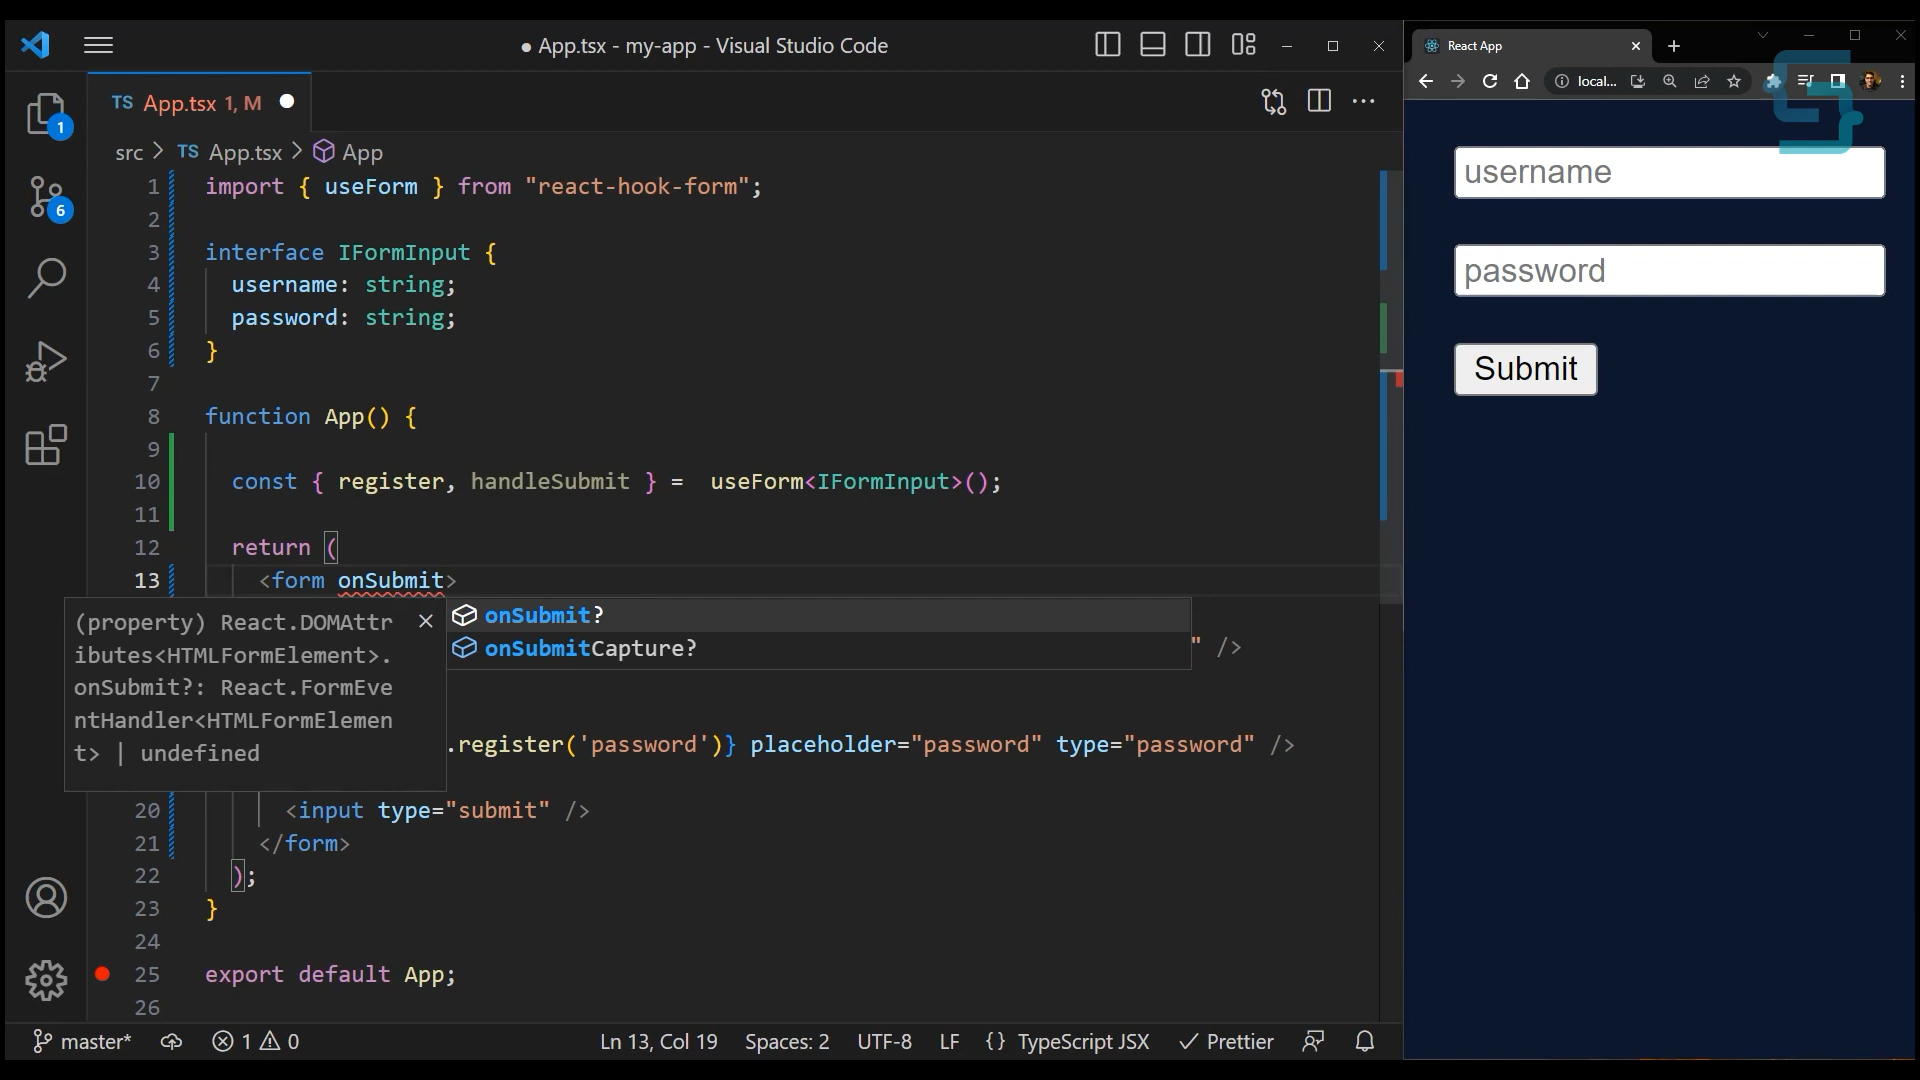 ● App.tsx - my-app - Visual Studio Code
TS App.tsx 1, M
src > TS App.tsx > App
1 import { useForm } from "react-hook-form";
2
3 interface IFormInput {
4 username: string;
5 password: string;
6 }
7
8 function App() {
9
10 const { register, handleSubmit } =  useForm<IFormInput>();
11
12 return (
13 <form onSubmit>
(property) React.DOMAttr
ibutes<HTMLFormElement>.
onSubmit?: React.FormEve
ntHandler<HTMLFormElemen
t> | undefined
onSubmit?
onSubmitCapture?
" />
.register('password')} placeholder="password" type="password" />
20 <input type="submit" />
21 </form>
22 );
23 }
24
25 export default App;
26
1
6
master* 1 0 Ln 13, Col 19 Spaces: 2 UTF-8 LF {} TypeScript JSX Prettier
React App
local...
username
password
Submit